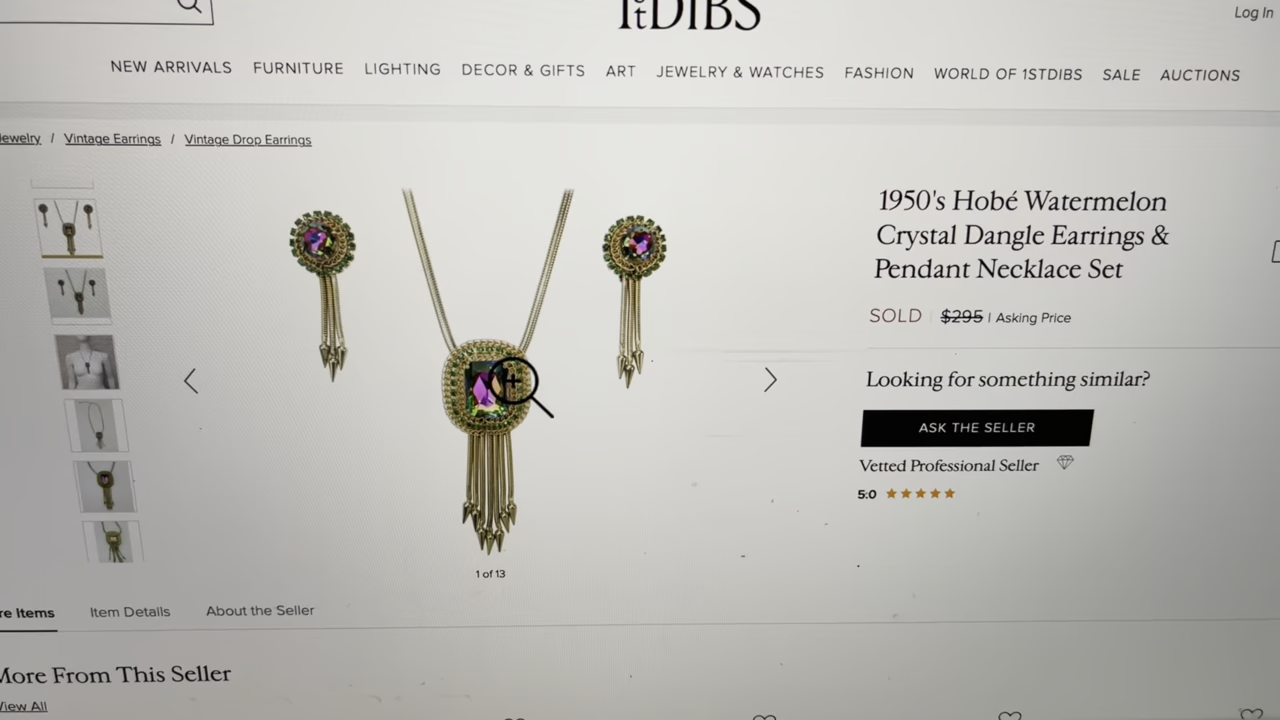 1stDIBS
Log In
NEW ARRIVALS FURNITURE LIGHTING DECOR & GIFTS ART JEWELRY & WATCHES FASHION WORLD OF 1STDIBS SALE AUCTIONS
/ Vintage Earrings / Vintage Drop Earrings
1950's Hobé Watermelon
Crystal Dangle Earrings &
Pendant Necklace Set
SOLD $295 | Asking Price
Looking for something similar?
ASK THE SELLER
Vetted Professional Seller
5.0
1 of 13
Items Item Details About the Seller
More From This Seller
View All